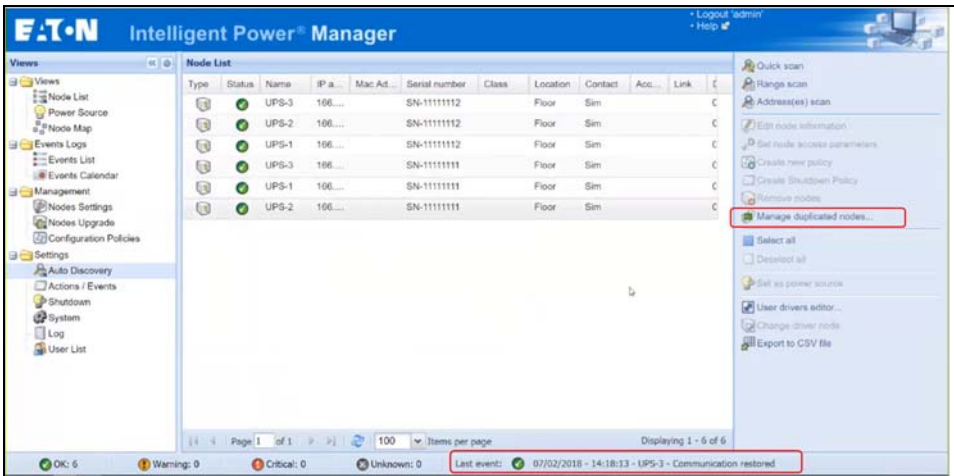 • Logout 'admin'
• Help
EATON Intelligent Power® Manager
Views
Views
Node List
Power Source
Node Map
Events Logs
Events List
Events Calendar
Management
Nodes Settings
Nodes Upgrade
Configuration Policies
Settings
Auto Discovery
Actions / Events
Shutdown
System
Log
User List
Node List
Type Status Name IP a... Mac Ad... Serial number Class Location Contact Acc... Link
UPS-3 166.... SN-11111112 Floor Sim C
UPS-2 166.... SN-11111112 Floor Sim C
UPS-1 166.... SN-11111112 Floor Sim C
UPS-3 166.... SN-11111111 Floor Sim C
UPS-1 166.... SN-11111111 Floor Sim C
UPS-2 166.... SN-11111111 Floor Sim C
Page 1 of 1 100 Items per page Displaying 1 - 6 of 6
Quick scan
Range scan
Address(es) scan
Edit node information
Set node access parameters
Create new policy
Create Shutdown Policy
Remove nodes
Manage duplicated nodes...
Select all
Deselect all
Set as power source
User drivers editor...
Change driver node
Export to CSV file
OK: 6 Warning: 0 Critical: 0 Unknown: 0 Last event: 07/02/2018 - 14:18:13 - UPS-3 - Communication restored